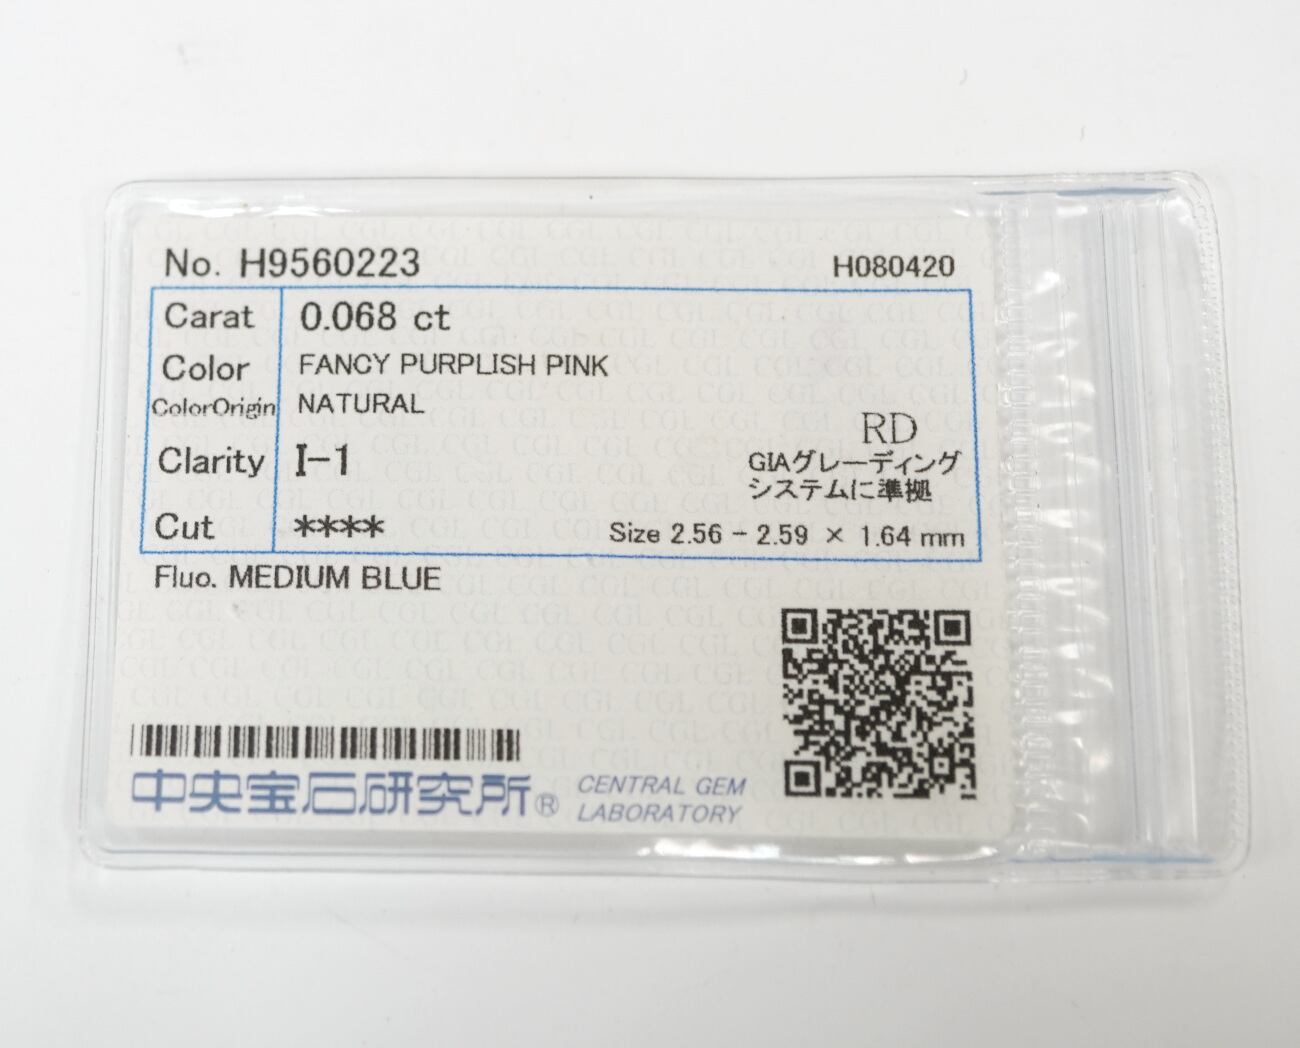 No. H9560223
H080420
Carat 0.068 ct
Color FANCY PURPLISH PINK
ColorOrigin NATURAL
RD
Clarity I-1
GIAグレーディング
システムに準拠
Cut ****
Size 2.56 - 2.59 × 1.64 mm
Fluo. MEDIUM BLUE
中央宝石研究所® CENTRAL GEM
LABORATORY